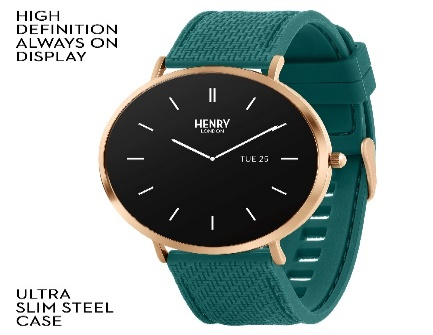 HIGH
DEFINITION
ALWAYS ON
DISPLAY
HENRY
LONDON
TUE 25
ULTRA
SLIM STEEL
CASE